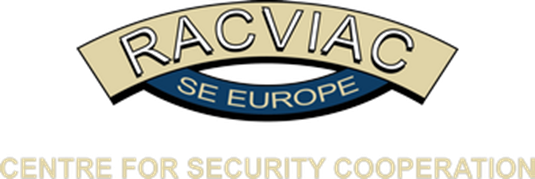 RACVIAC
SE EUROPE
CENTRE FOR SECURITY COOPERATION